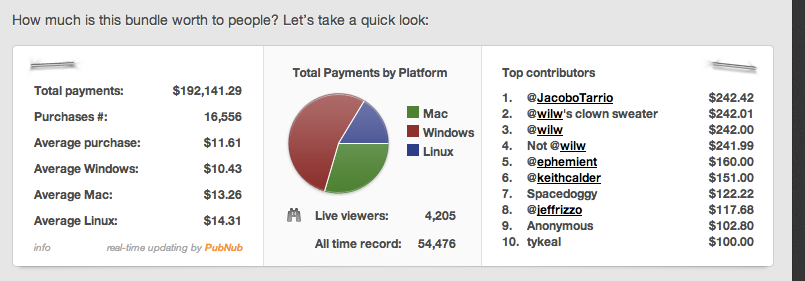 How much is this bundle worth to people? Let's take a quick look:
Total payments: $192,141.29
Purchases #: 16,556
Average purchase: $11.61
Average Windows: $10.43
Average Mac: $13.26
Average Linux: $14.31
info real-time updating by PubNub
Total Payments by Platform
Mac
Windows
Linux
Live viewers: 4,205
All time record: 54,476
Top contributors
1. @JacoboTarrio $242.42
2. @wilw's clown sweater $242.01
3. @wilw $242.00
4. Not @wilw $241.99
5. @ephemient $160.00
6. @keithcalder $151.00
7. Spacedoggy $122.22
8. @jeffrizzo $117.68
9. Anonymous $102.80
10. tykeal $100.00